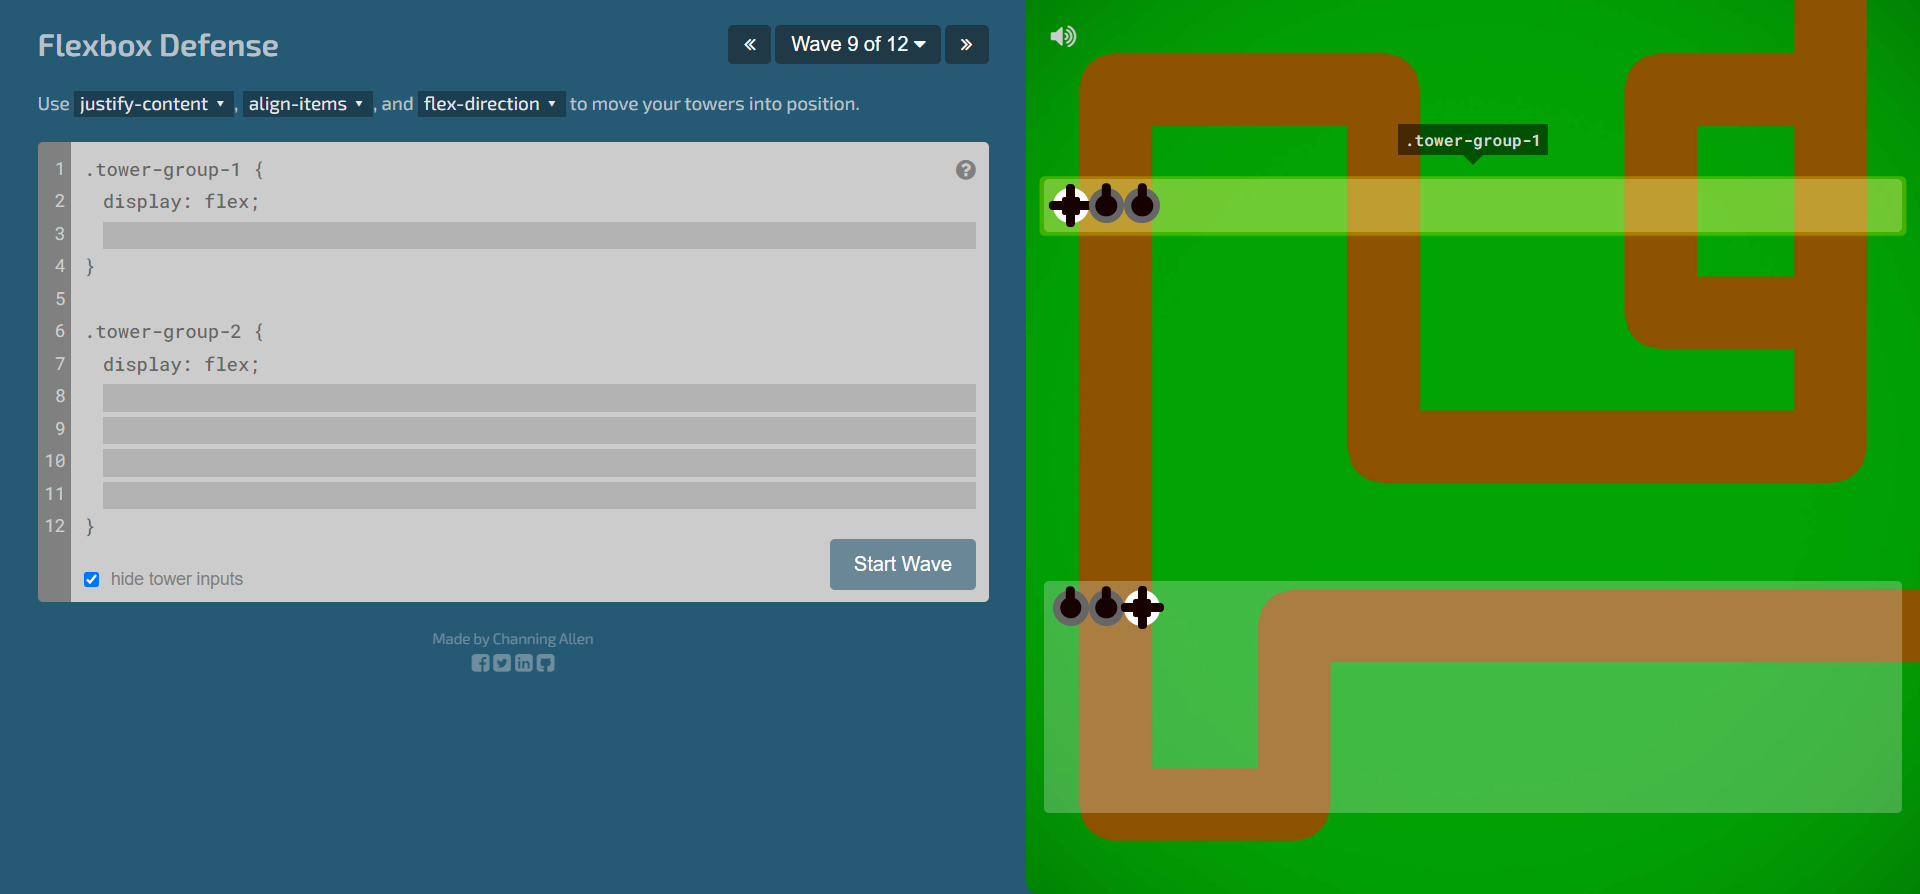 Flexbox Defense
« Wave 9 of 12 »
Use justify-content , align-items , and flex-direction to move your towers into position.
1 .tower-group-1 {
2 display: flex;
3
4 }
5
6 .tower-group-2 {
7 display: flex;
8
9
10
11
12 }
hide tower inputs
Start Wave
Made by Channing Allen
.tower-group-1